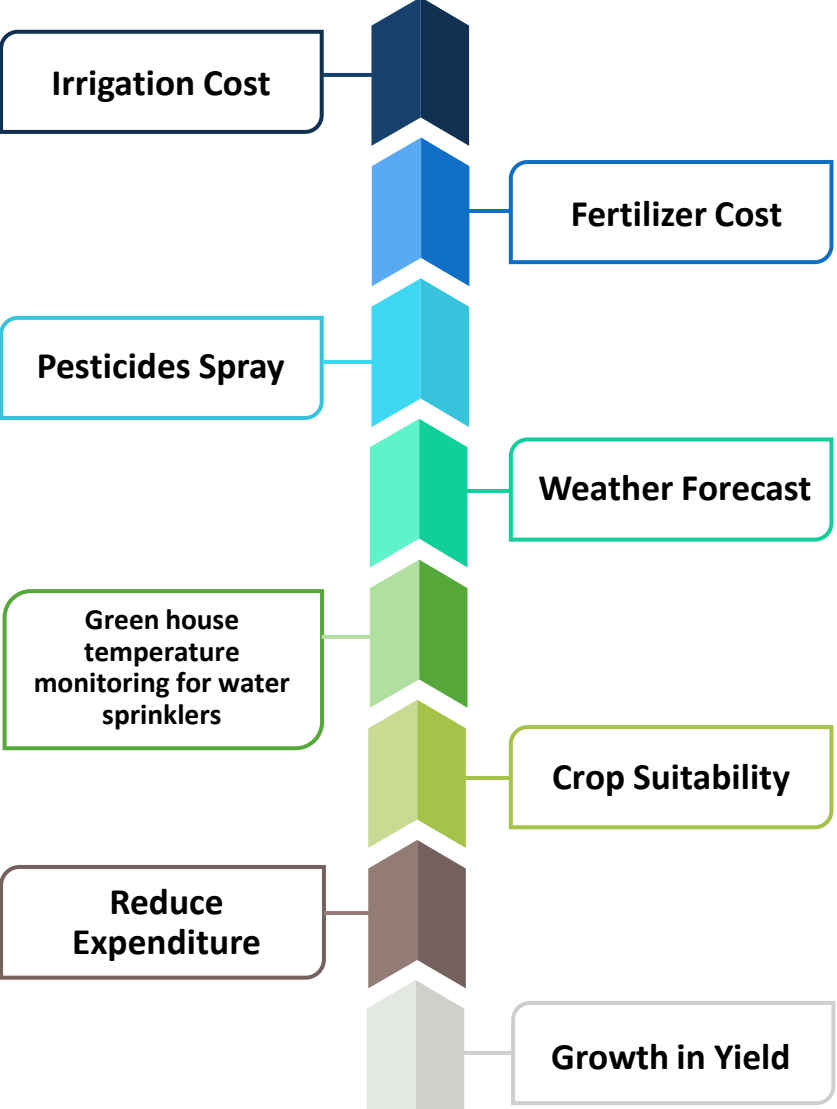 Irrigation Cost
Fertilizer Cost
Pesticides Spray
Weather Forecast
Green house
temperature
monitoring for water
sprinklers
Crop Suitability
Reduce
Expenditure
Growth in Yield